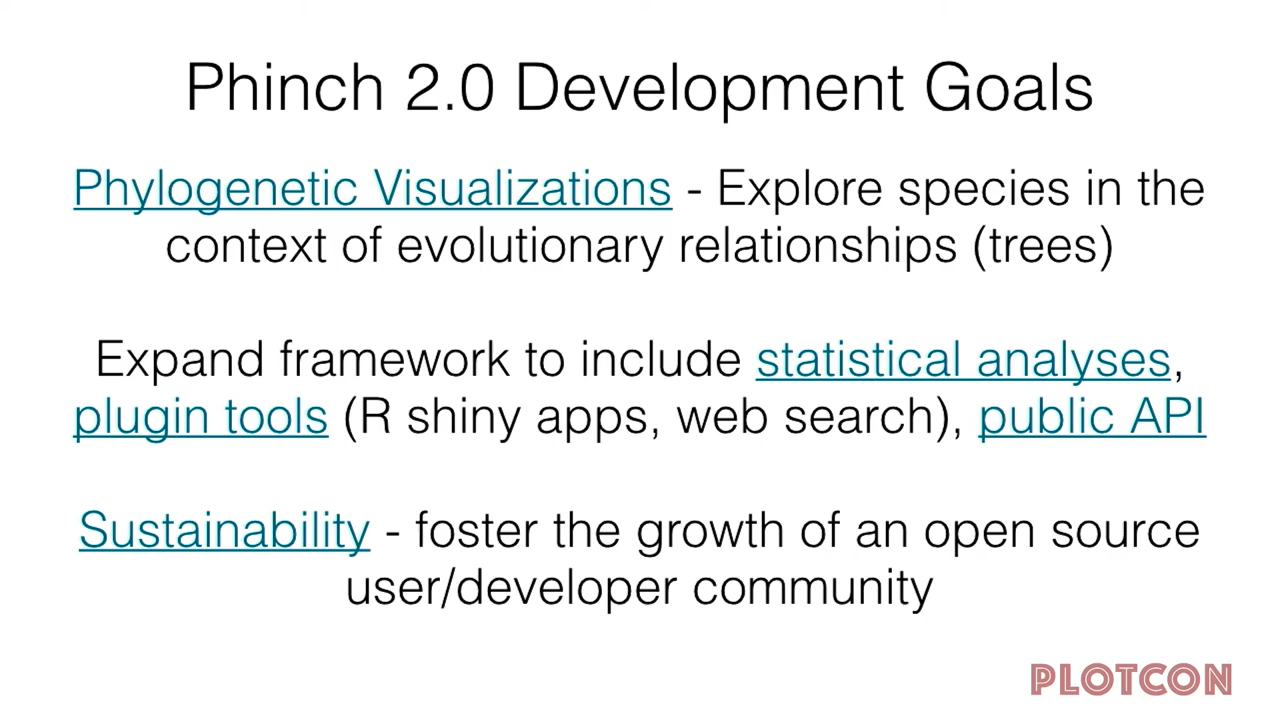 Phinch 2.0 Development Goals
Phylogenetic Visualizations - Explore species in the
context of evolutionary relationships (trees)
Expand framework to include statistical analyses,
plugin tools (R shiny apps, web search), public API
Sustainability - foster the growth of an open source
user/developer community
PLOTCON